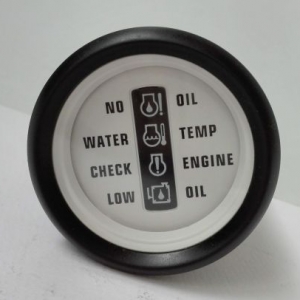 NO OIL
WATER TEMP
CHECK ENGINE
LOW OIL